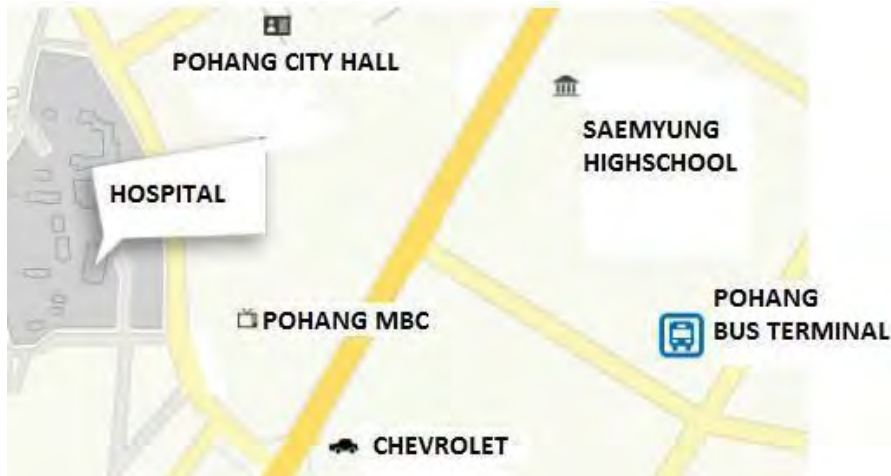 POHANG CITY HALL
SAEMYUNG
HIGHSCHOOL
HOSPITAL
POHANG
BUS TERMINAL
POHANG MBC
CHEVROLET